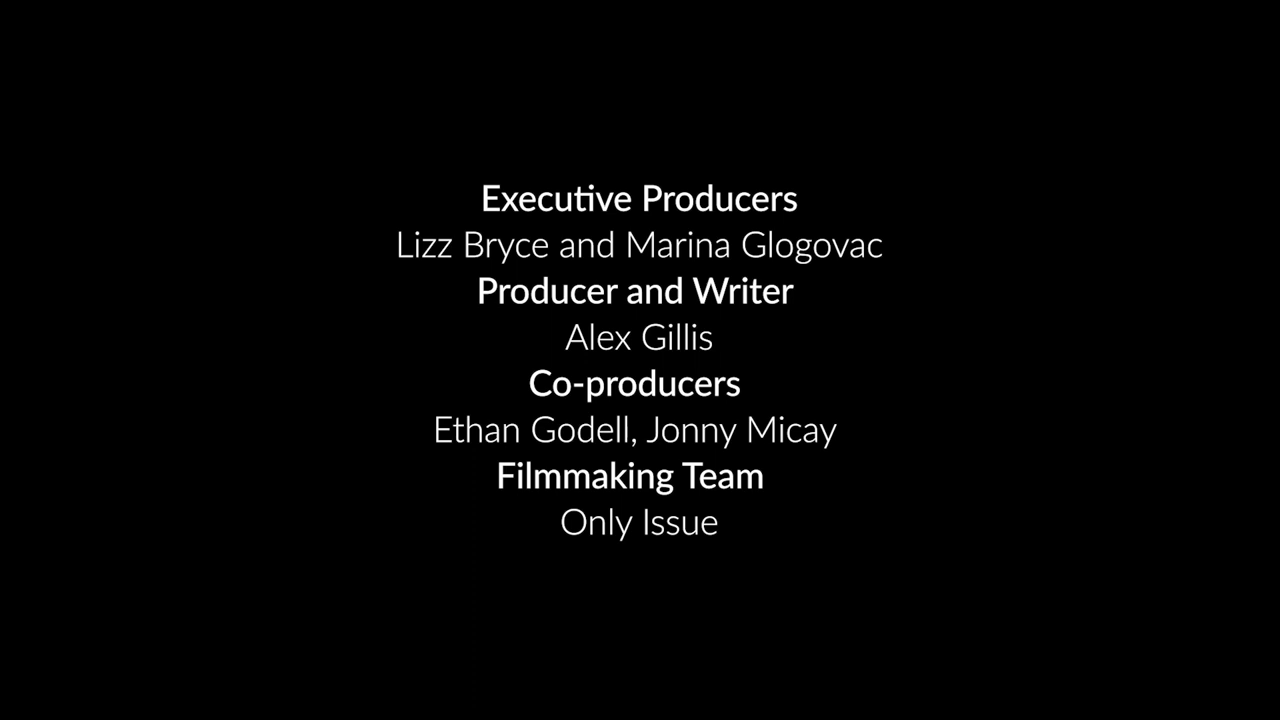 Executive Producers
Lizz Bryce and Marina Glogovac
Producer and Writer
Alex Gillis
Co-producers
Ethan Godell, Jonny Micay
Filmmaking Team
Only Issue